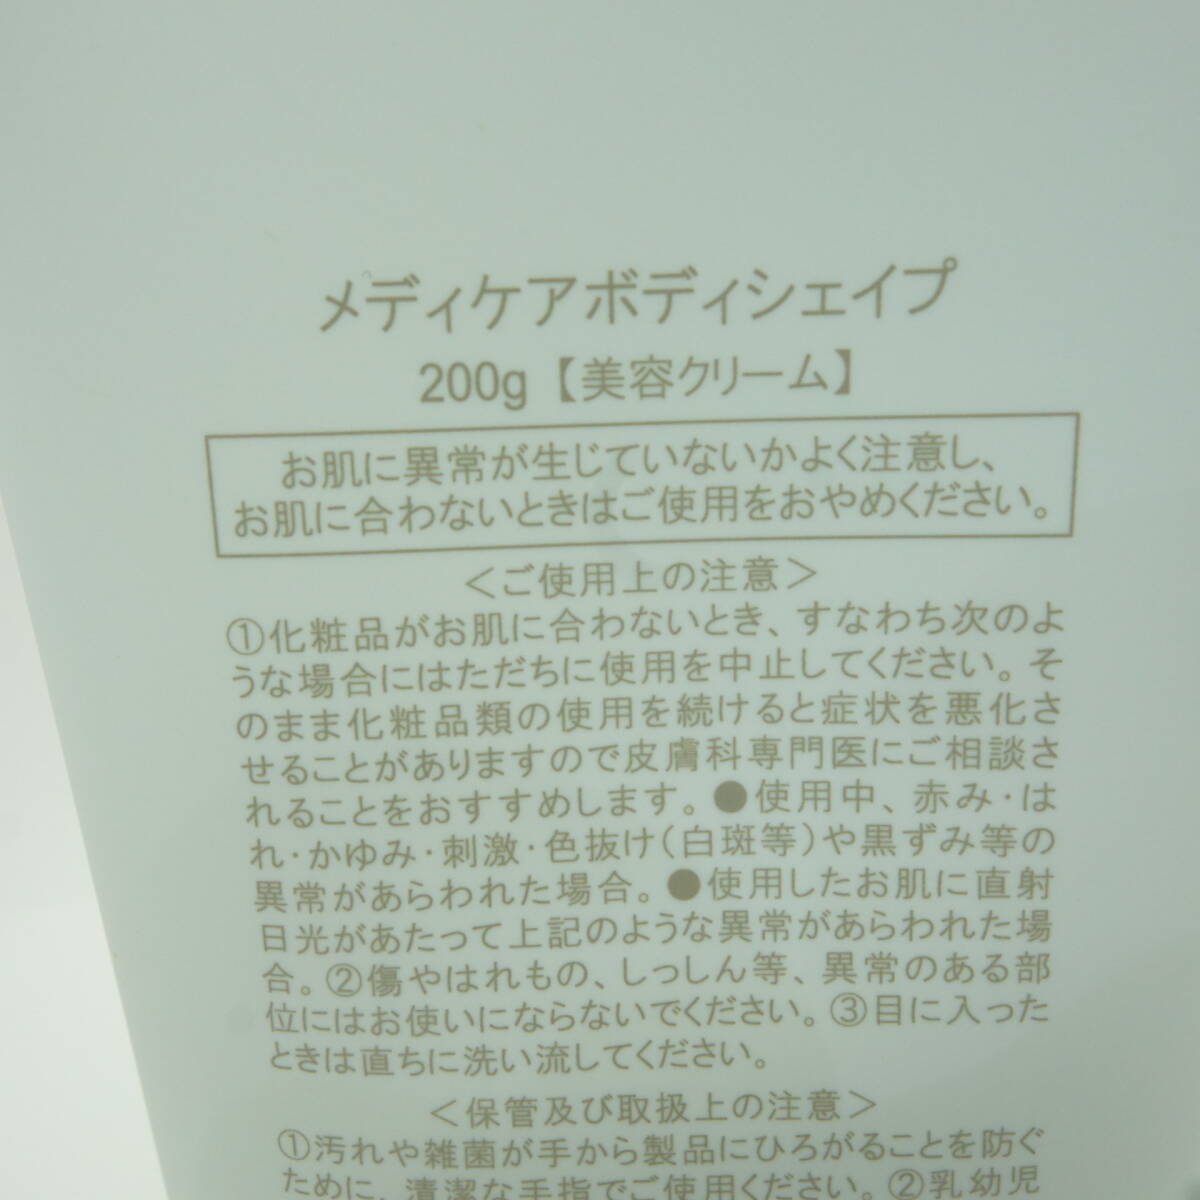 メディケアボディシェイプ
200g【美容クリーム】
お肌に異常が生じていないかよく注意し、
お肌に合わないときはご使用をおやめください。
＜ご使用上の注意＞
①化粧品がお肌に合わないとき、すなわち次のよ
うな場合にはただちに使用を中止してください。そ
のまま化粧品類の使用を続けると症状を悪化さ
せることがありますので皮膚科専門医にご相談さ
れることをおすすめします。●使用中、赤み・は
れ・かゆみ・刺激・色抜け(白斑等)や黒ずみ等の
異常があらわれた場合。●使用したお肌に直射
日光があたって上記のような異常があらわれた場
合。②傷やはれもの、しっしん等、異常のある部
位にはお使いにならないでください。③目に入った
ときは直ちに洗い流してください。
＜保管及び取扱上の注意＞
①汚れや雑菌が手から製品にひろがることを防ぐ
ために、清潔な手指でご使用ください。②乳幼児